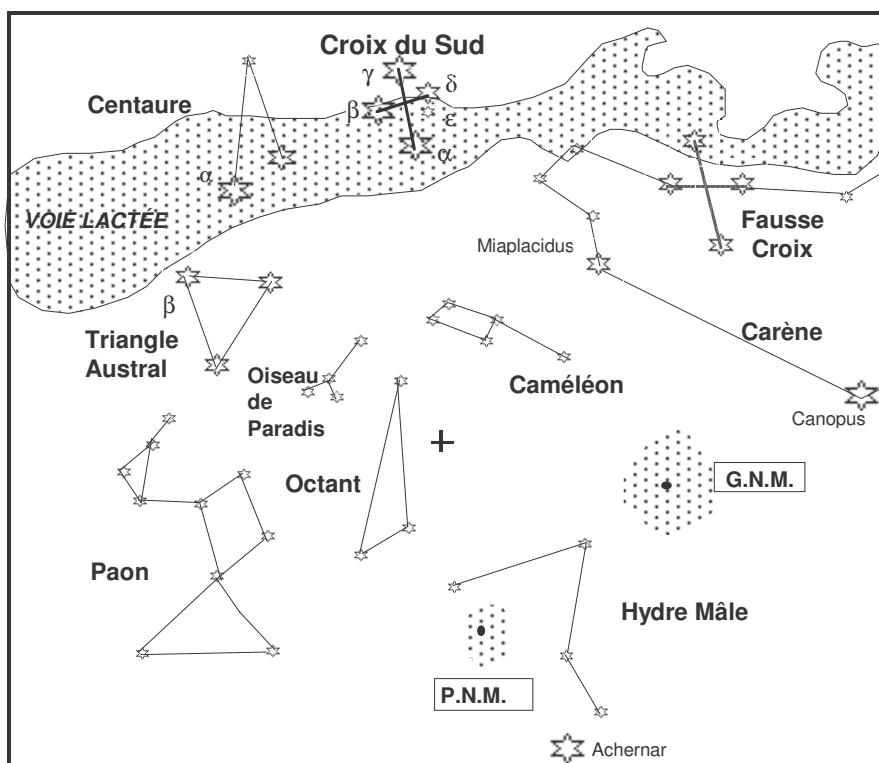 Croix du Sud
γ
δ
Centaure
β
ε
α
α
VOIE LACTÉE
Fausse
Croix
Miaplacidus
β
Triangle
Austral
Carène
Oiseau
de
Paradis
Caméléon
Canopus
Octant
G.N.M.
Paon
Hydre Mâle
P.N.M.
Achernar